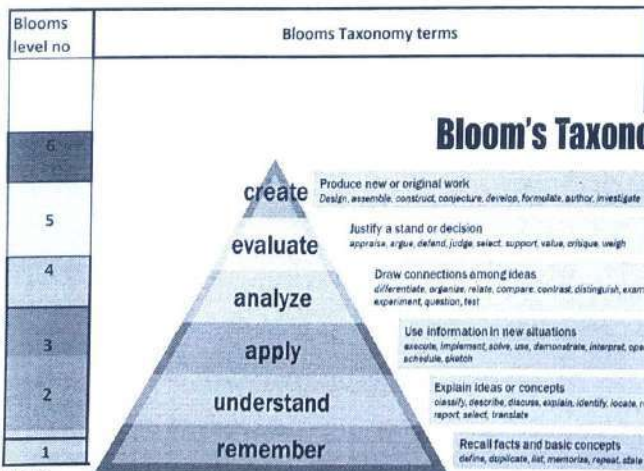 Blooms
level no
Blooms Taxonomy terms
Bloom's Taxono
6
create
Produce new or original work
Design, assemble, construct, conjecture, develop, formulate, author, investigate
5
evaluate
Justify a stand or decision
appraise, argue, defend, judge, select, support, value, critique, weigh
4
analyze
Draw connections among ideas
differentiate, organize, relate, compare, contrast, distinguish, exam
experiment, question, test
3
apply
Use information in new situations
execute, implement, solve, use, demonstrate, interpret, ope
schedule, sketch
2
understand
Explain ideas or concepts
classify, describe, discuss, explain, identify, locate, r
report, select, translate
1
remember
Recall facts and basic concepts
define, duplicate, list, memorize, repeat, state